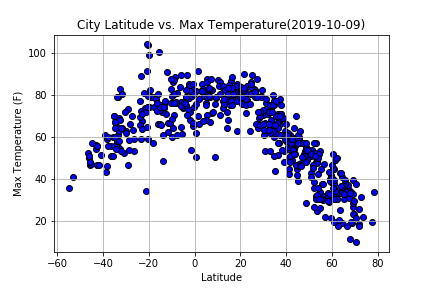 City Latitude vs. Max Temperature(2019-10-09)
100
80
60
40
20
Max Temperature (F)
−60 −40 −20 0 20 40 60 80
Latitude